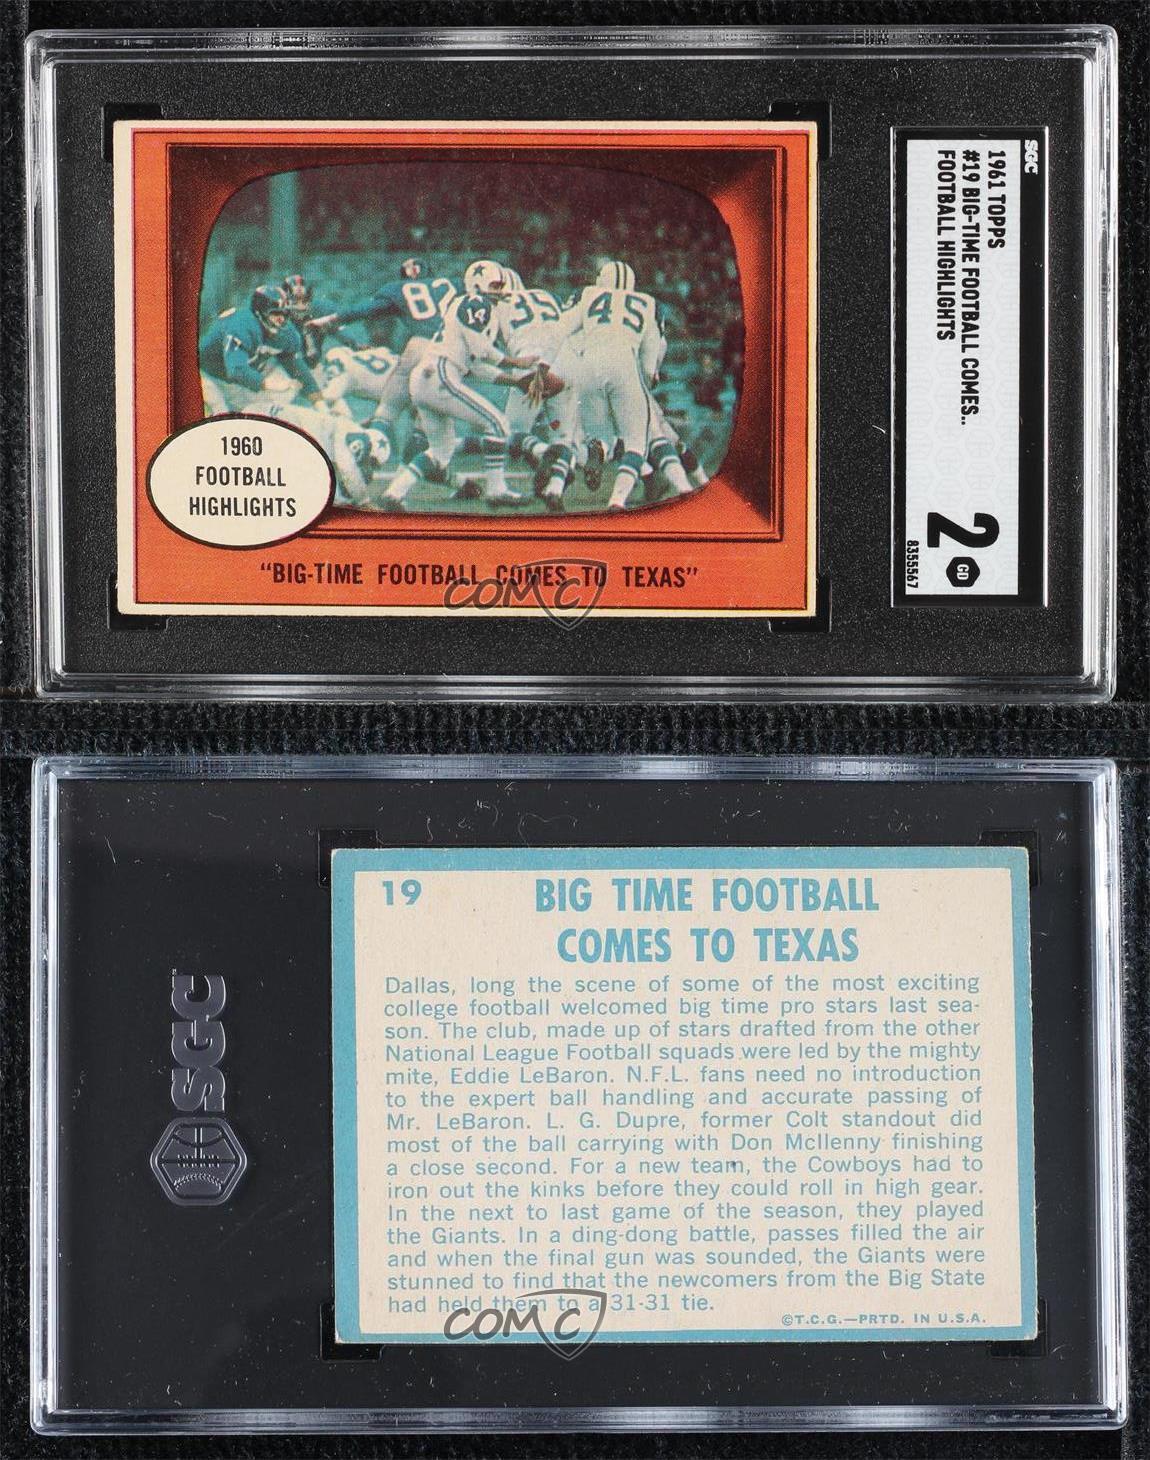 SGC
1961 TOPPS
#19 BIG-TIME FOOTBALL COMES..
FOOTBALL HIGHLIGHTS
2
GD
8355567
82
14
35
45
77
8
1960
FOOTBALL
HIGHLIGHTS
"BIG-TIME FOOTBALL COMES TO TEXAS"
COMC
SGC
19
BIG TIME FOOTBALL
COMES TO TEXAS
Dallas, long the scene of some of the most exciting
college football welcomed big time pro stars last sea-
son. The club, made up of stars drafted from the other
National League Football squads were led by the mighty
mite, Eddie LeBaron. N.F.L. fans need no introduction
to the expert ball handling and accurate passing of
Mr. LeBaron. L. G. Dupre, former Colt standout did
most of the ball carrying with Don McIlenny finishing
a close second. For a new team, the Cowboys had to
iron out the kinks before they could roll in high gear.
In the next to last game of the season, they played
the Giants. In a ding-dong battle, passes filled the air
and when the final gun was sounded, the Giants were
stunned to find that the newcomers from the Big State
had held them to a 31-31 tie.
©T.C.G.—PRTD. IN U.S.A.
COMC